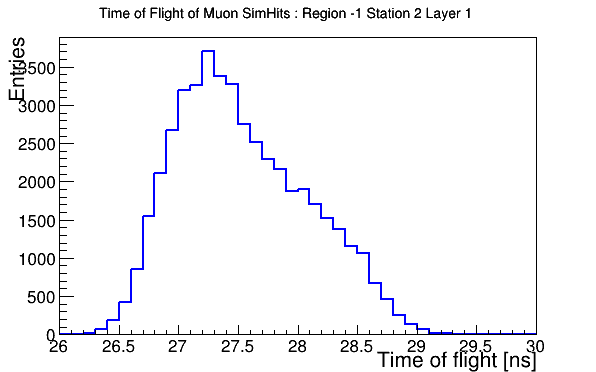 Time of Flight of Muon SimHits : Region -1 Station 2 Layer 1
Entries
3500
3000
2500
2000
1500
1000
500
0
26 26.5 27 27.5 28 28.5 29 29.5 30
Time of flight [ns]